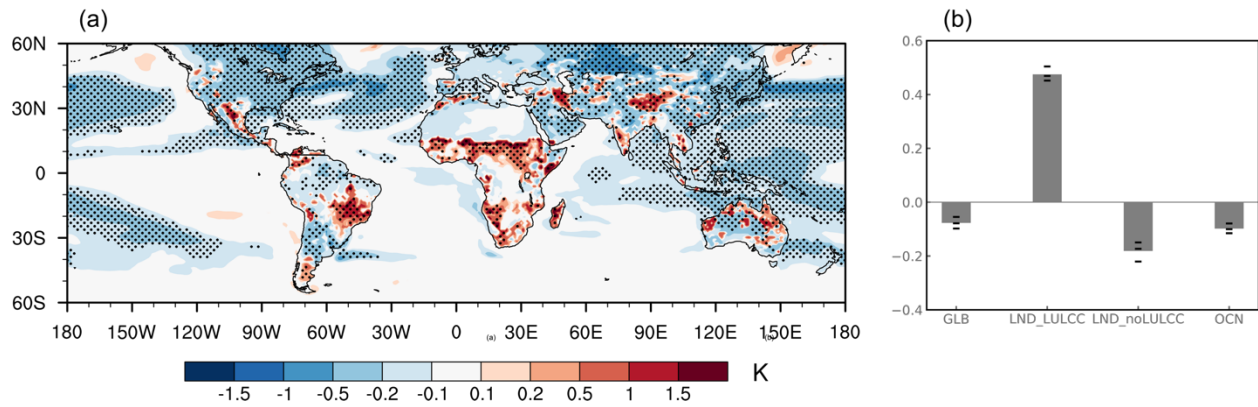 (a)
(b)
60N
30N
0
30S
60S
180 150W 120W 90W 60W 30W 0 30E 60E 90E 120E 150E 180
(a) (b)
-1.5 -1 -0.5 -0.2 -0.1 0.1 0.2 0.5 1 1.5
K
0.6
0.4
0.2
0.0
−0.2
−0.4
GLB LND_LULCC LND_noLULCC OCN